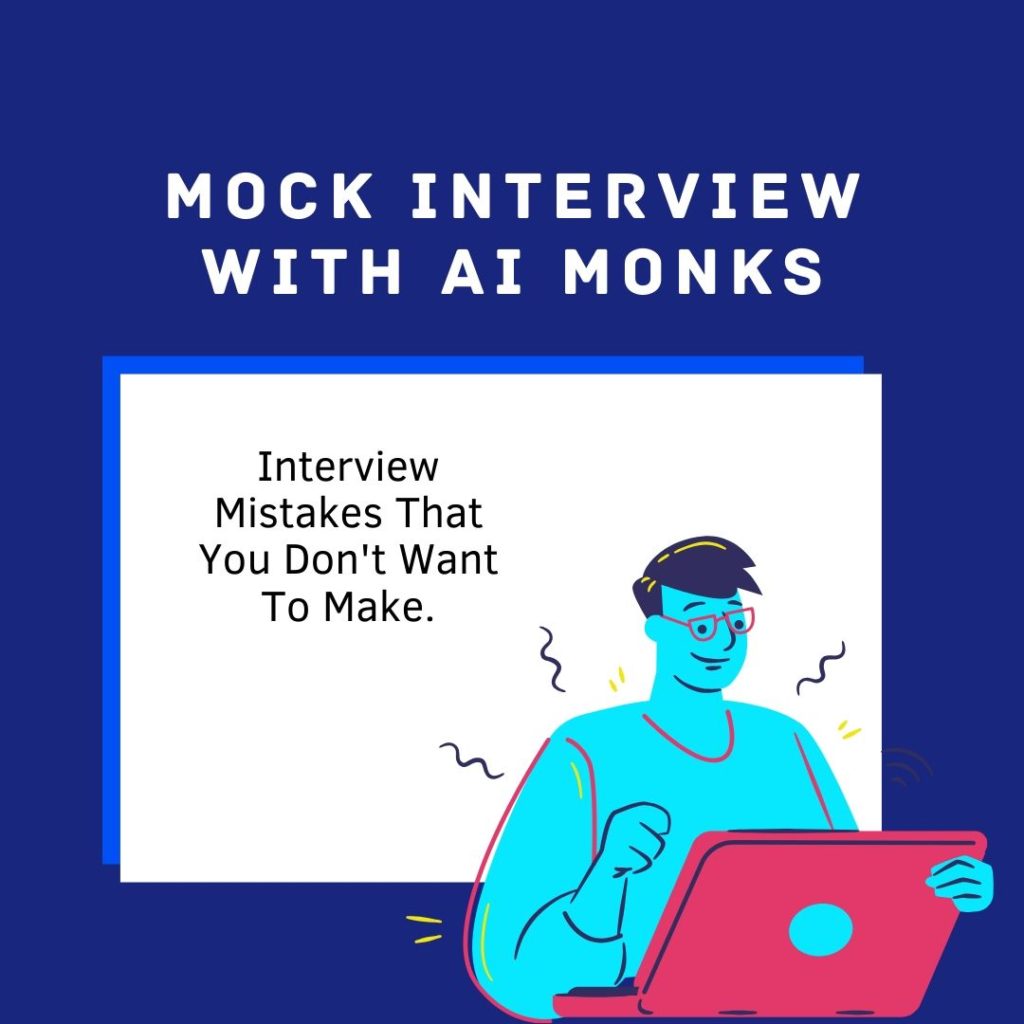 MOCK INTERVIEW
WITH AI MONKS
Interview
Mistakes That
You Don't Want
To Make.